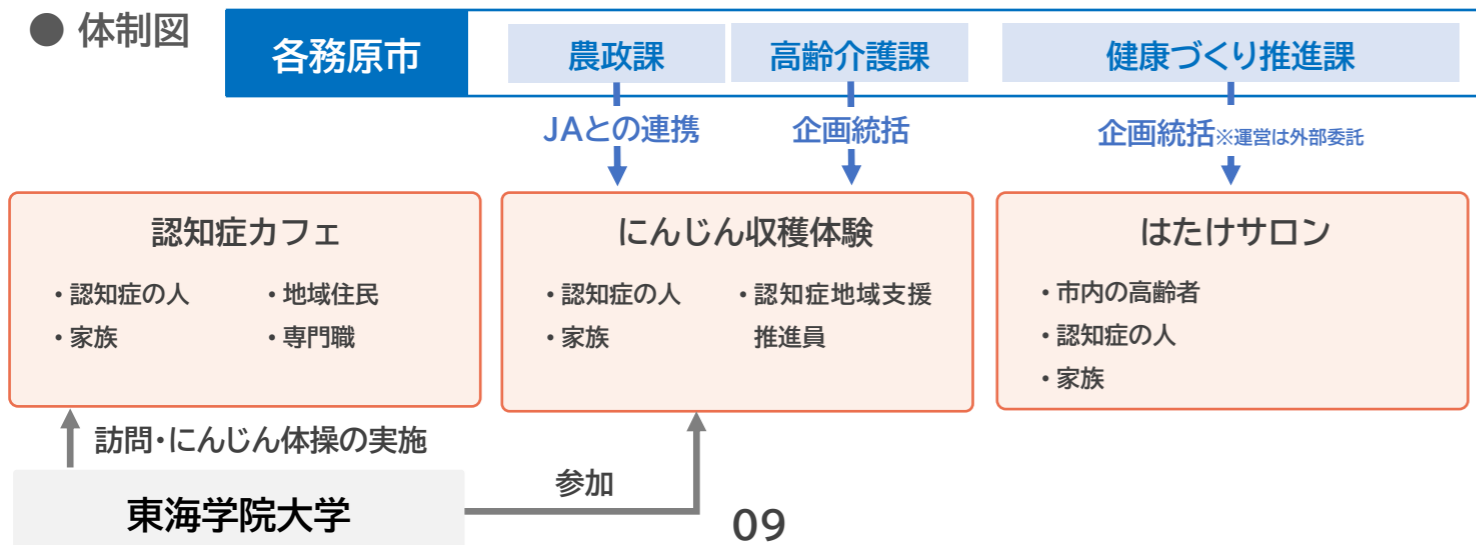 ● 体制図
各務原市
農政課
高齢介護課
健康づくり推進課
JAとの連携
企画統括
企画統括※運営は外部委託
認知症カフェ
・認知症の人
・家族
・地域住民
・専門職
にんじん収穫体験
・認知症の人
・家族
・認知症地域支援
推進員
はたけサロン
・市内の高齢者
・認知症の人
・家族
訪問・にんじん体操の実施
東海学院大学
参加
09